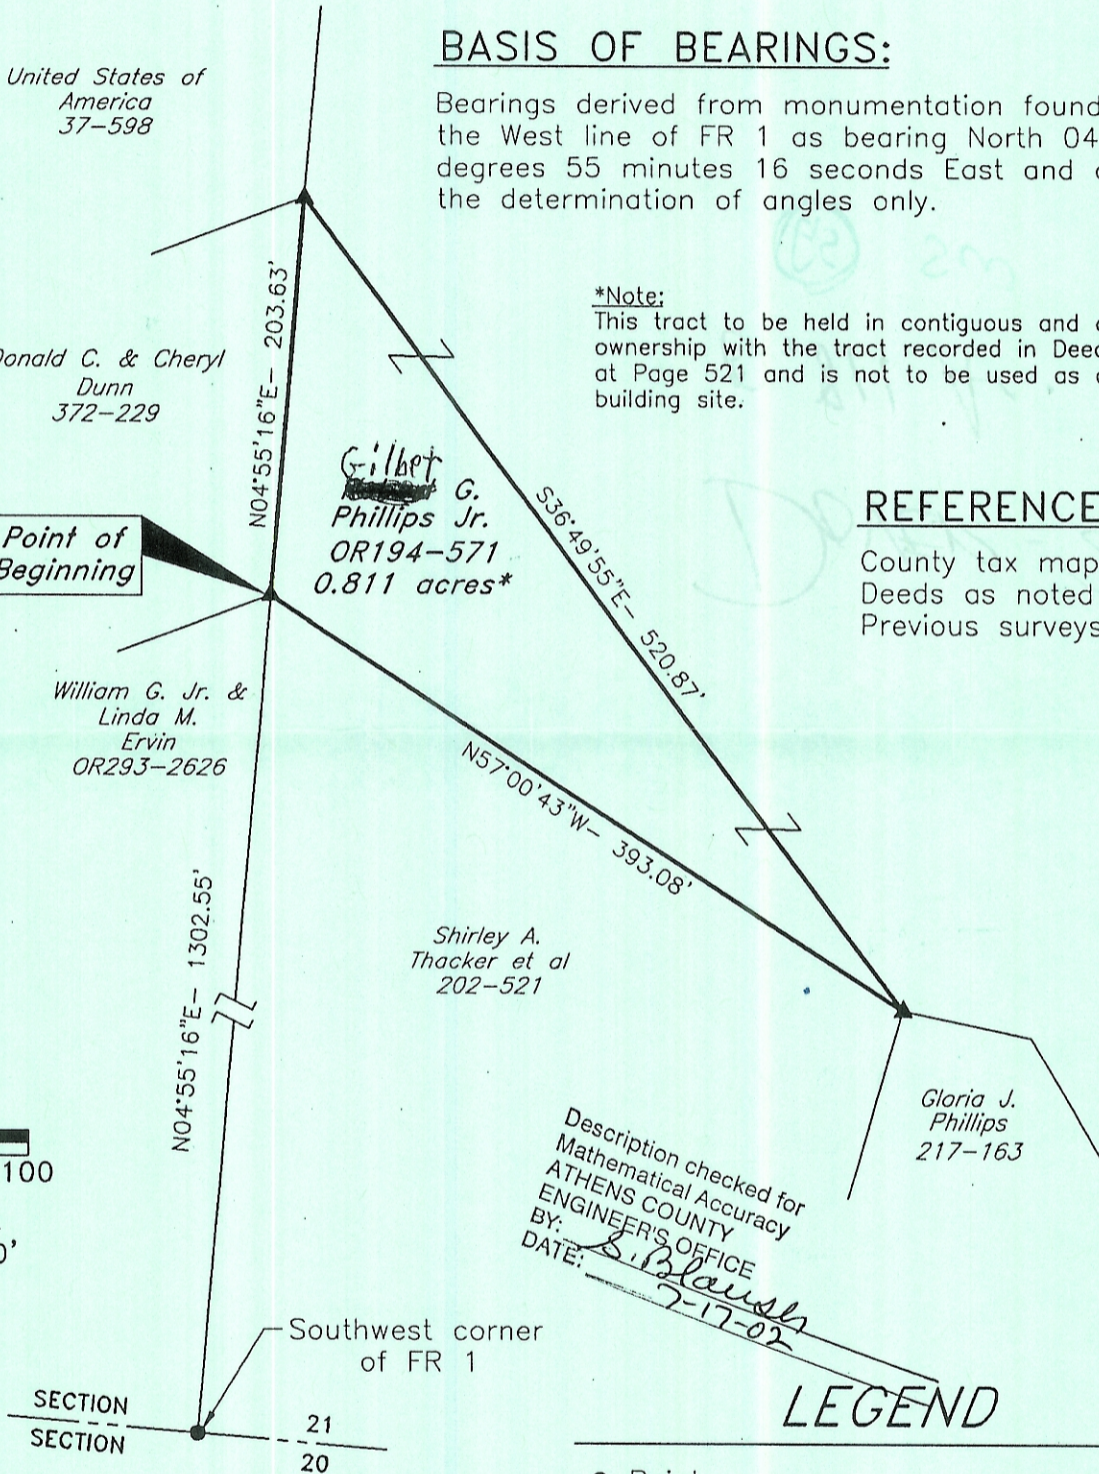 BASIS OF BEARINGS:
Bearings derived from monumentation found
the West line of FR 1 as bearing North 04
degrees 55 minutes 16 seconds East and
the determination of angles only.
United States of
America
37-598
*Note:
This tract to be held in contiguous and
ownership with the tract recorded in Deed
at Page 521 and is not to be used as a
building site.
N04°55'16"E- 203.63'
Donald C. & Cheryl
Dunn
372-229
Gilbert
G.
Phillips Jr.
OR194-571
0.811 acres*
S36°49'55"E- 520.87'
REFERENCE
County tax map
Deeds as noted
Previous surveys
Point of
Beginning
William G. Jr. &
Linda M.
Ervin
OR293-2626
N57°00'43"W- 393.08'
N04°55'16"E- 1302.55'
Shirley A.
Thacker et al
202-521
Gloria J.
Phillips
217-163
100
0'
Description checked for
Mathematical Accuracy
ATHENS COUNTY
ENGINEER'S OFFICE
BY: S. Blauser
DATE: 7-17-02
Southwest corner
of FR 1
SECTION 21
SECTION 20
LEGEND